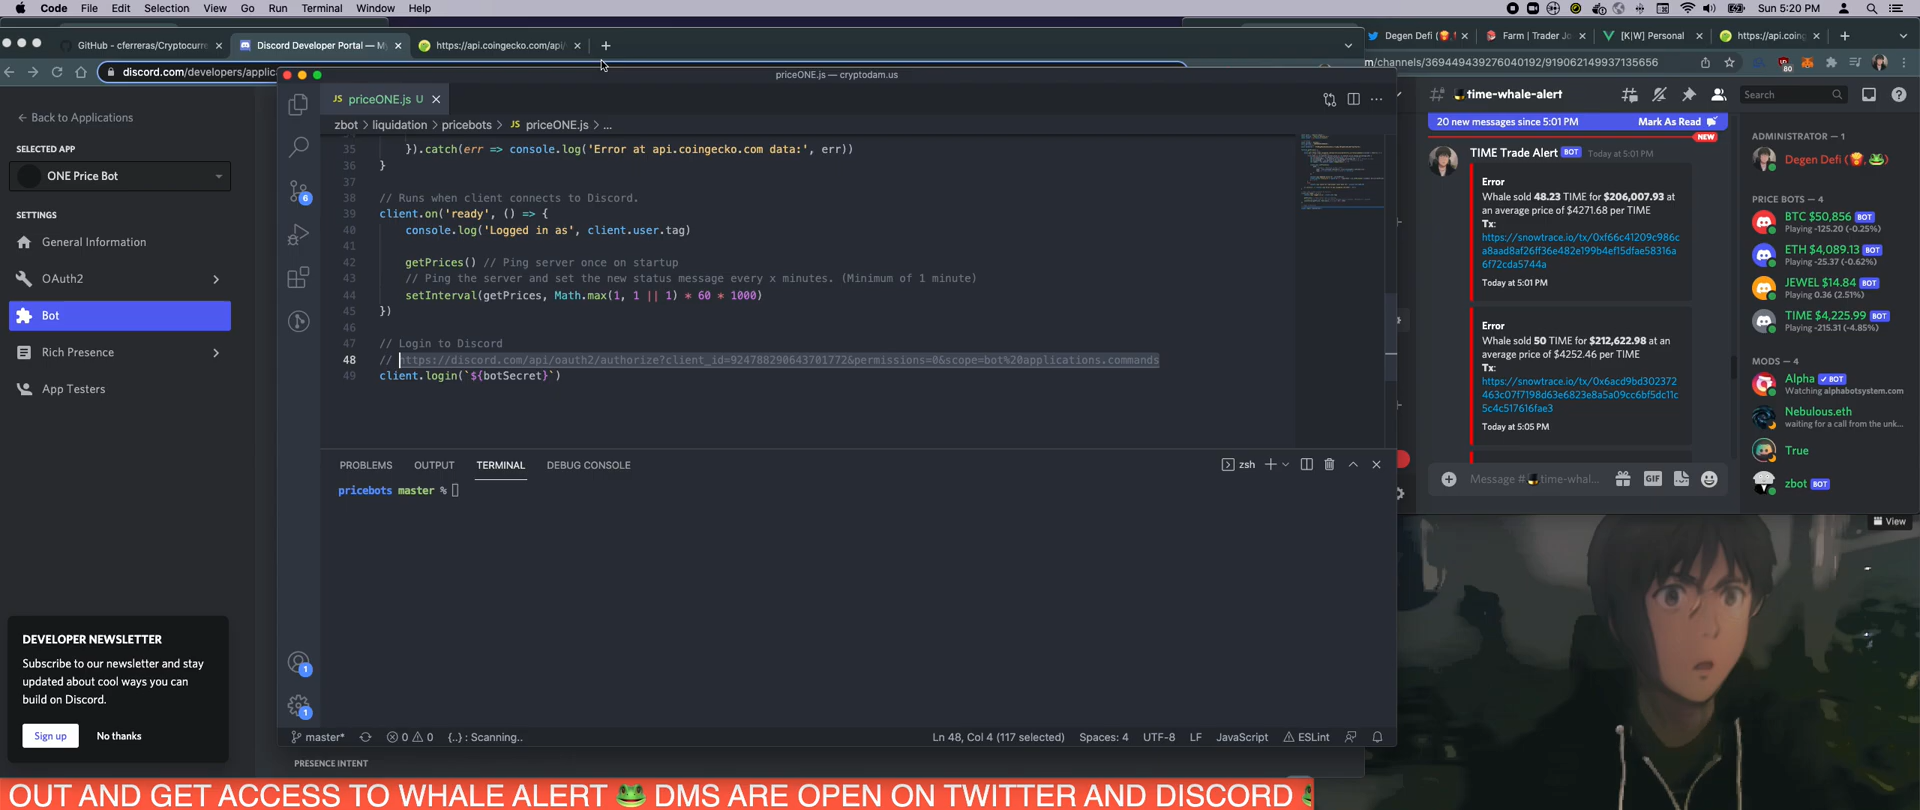 Code File Edit Selection View Go Run Terminal Window Help
Sun 5:20 PM
GitHub - cferreras/Cryptocurre
Discord Developer Portal — M
https://api.coingecko.com/api/
Degen Defi
Farm | Trader Jo
[K|W] Personal
https://api.coing
discord.com/developers/applic
m/channels/369449439276040192/919062149937135656
80
priceONE.js — cryptodam.us
Back to Applications
SELECTED APP
ONE Price Bot
SETTINGS
General Information
OAuth2
Bot
Rich Presence
App Testers
DEVELOPER NEWSLETTER
Subscribe to our newsletter and stay
updated about cool ways you can
build on Discord.
Sign up
No thanks
6
1
1
JS priceONE.js U
zbot > liquidation > pricebots > JS priceONE.js > ...
35 }).catch(err => console.log('Error at api.coingecko.com data:', err))
36 }
37
38 // Runs when client connects to Discord.
39 client.on('ready', () => {
40 console.log('Logged in as', client.user.tag)
41
42 getPrices() // Ping server once on startup
43 // Ping the server and set the new status message every x minutes. (Minimum of 1 minute)
44 setInterval(getPrices, Math.max(1, 1 || 1) * 60 * 1000)
45 })
46
47 // Login to Discord
48 // https://discord.com/api/oauth2/authorize?client_id=924788290643701772&permissions=0&scope=bot%20applications.commands
49 client.login(`${botSecret}`)
PROBLEMS OUTPUT TERMINAL DEBUG CONSOLE
zsh
pricebots master %
master* 0 0 {..} : Scanning..
Ln 48, Col 4 (117 selected) Spaces: 4 UTF-8 LF JavaScript ESLint
PRESENCE INTENT
time-whale-alert
Search
20 new messages since 5:01 PM Mark As Read
NEW
TIME Trade Alert BOT Today at 5:01 PM
Error
Whale sold 48.23 TIME for $206,007.93 at
an average price of $4271.68 per TIME
Tx:
https://snowtrace.io/tx/0xf66c41209c986c
a8aad8af26ff36e482e199b4ef15dfae58316a
6f72cda5744a
Today at 5:01 PM
Error
Whale sold 50 TIME for $212,622.98 at an
average price of $4252.46 per TIME
Tx:
https://snowtrace.io/tx/0x6acd9bd302372
463c07f7198d63e6823e8a5a09cc6bf5dc11c
5c4c517616fae3
Today at 5:05 PM
Message # time-whal...
GIF
ADMINISTRATOR — 1
Degen Defi ( , )
PRICE BOTS — 4
BTC $50,856 BOT
Playing -125.20 (-0.25%)
ETH $4,089.13 BOT
Playing -25.37 (-0.62%)
JEWEL $14.84 BOT
Playing 0.36 (2.51%)
TIME $4,225.99 BOT
Playing -215.31 (-4.85%)
MODS — 4
Alpha ✓ BOT
Watching alphabotsystem.com
Nebulous.eth
waiting for a call from the unk...
True
zbot BOT
View
OUT AND GET ACCESS TO WHALE ALERT 🐸 DMS ARE OPEN ON TWITTER AND DISCORD